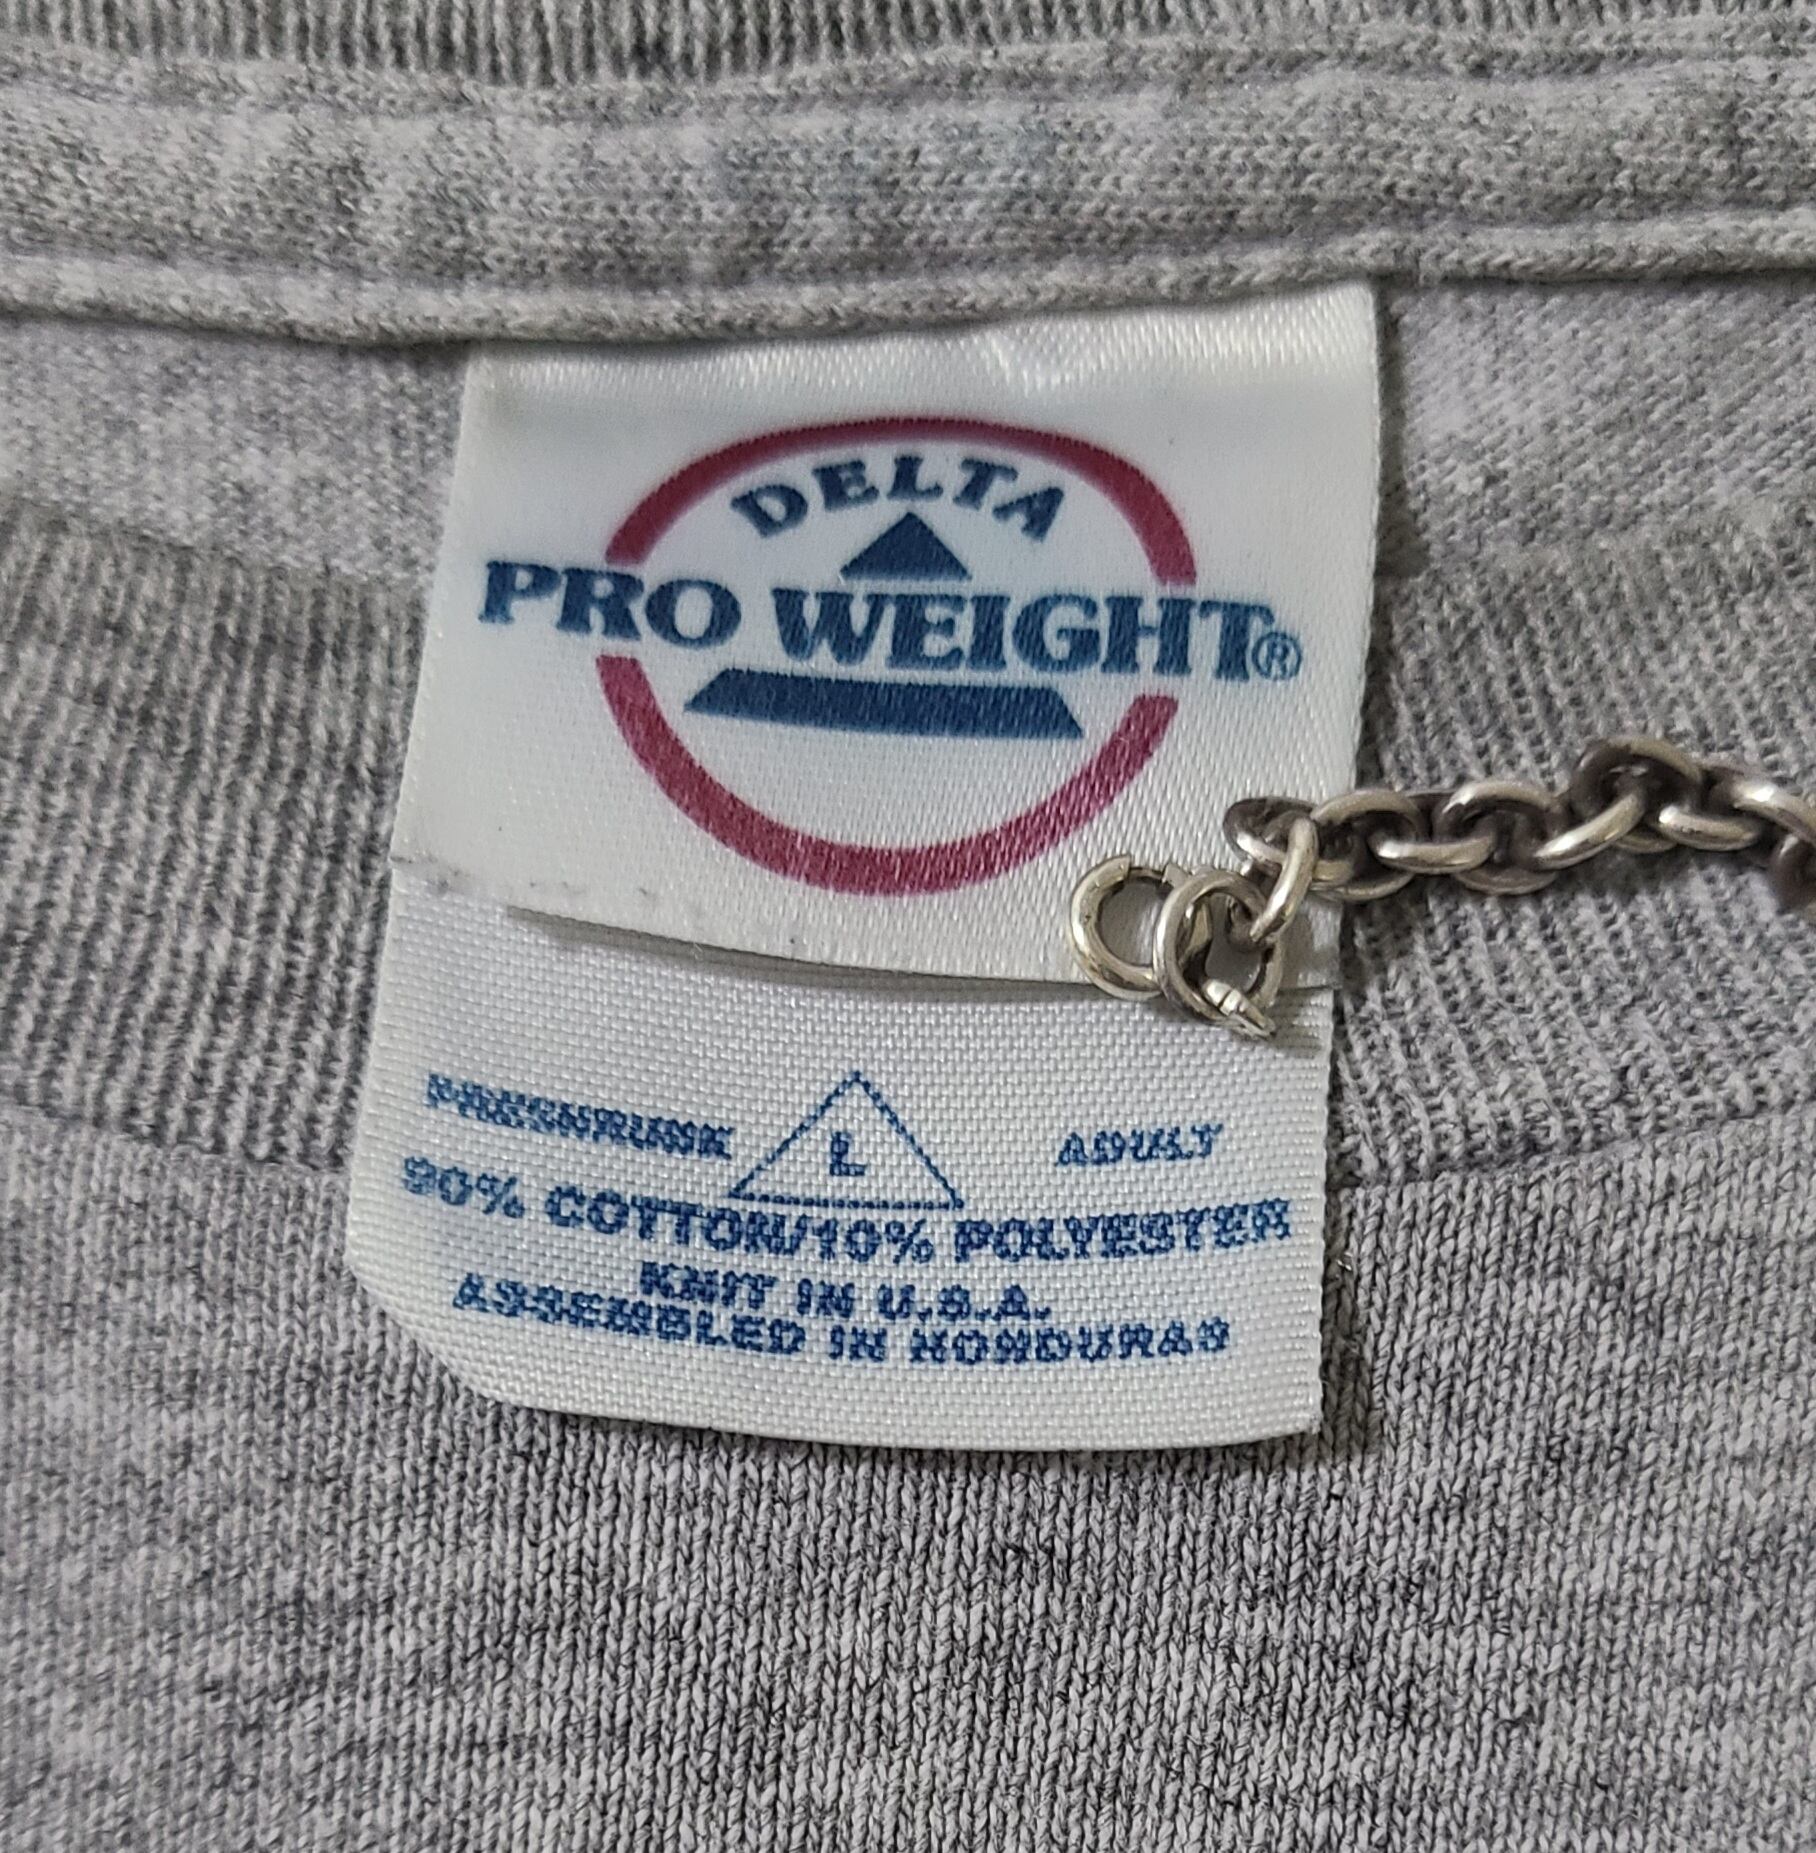 DELTA
PRO WEIGHT®
PRESHRUNK L ADULT
90% COTTON/10% POLYESTER
KNIT IN U.S.A.
ASSEMBLED IN HONDURAS